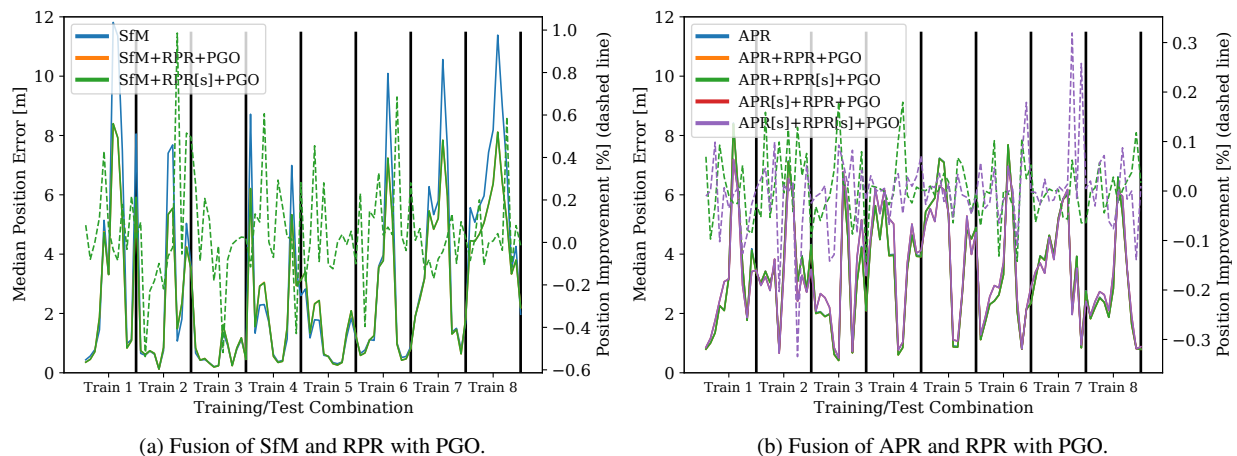 12
10
8
6
4
2
0
Median Position Error [m]
SfM
SfM+RPR+PGO
SfM+RPR[s]+PGO
1.0
0.8
0.6
0.4
0.2
0.0
−0.2
−0.4
−0.6
Position Improvement [%] (dashed line)
Train 1 Train 2 Train 3 Train 4 Train 5 Train 6 Train 7 Train 8
Training/Test Combination
(a) Fusion of SfM and RPR with PGO.
12
10
8
6
4
2
0
Median Position Error [m]
APR
APR+RPR+PGO
APR+RPR[s]+PGO
APR[s]+RPR+PGO
APR[s]+RPR[s]+PGO
0.3
0.2
0.1
0.0
−0.1
−0.2
−0.3
Position Improvement [%] (dashed line)
Train 1 Train 2 Train 3 Train 4 Train 5 Train 6 Train 7 Train 8
Training/Test Combination
(b) Fusion of APR and RPR with PGO.